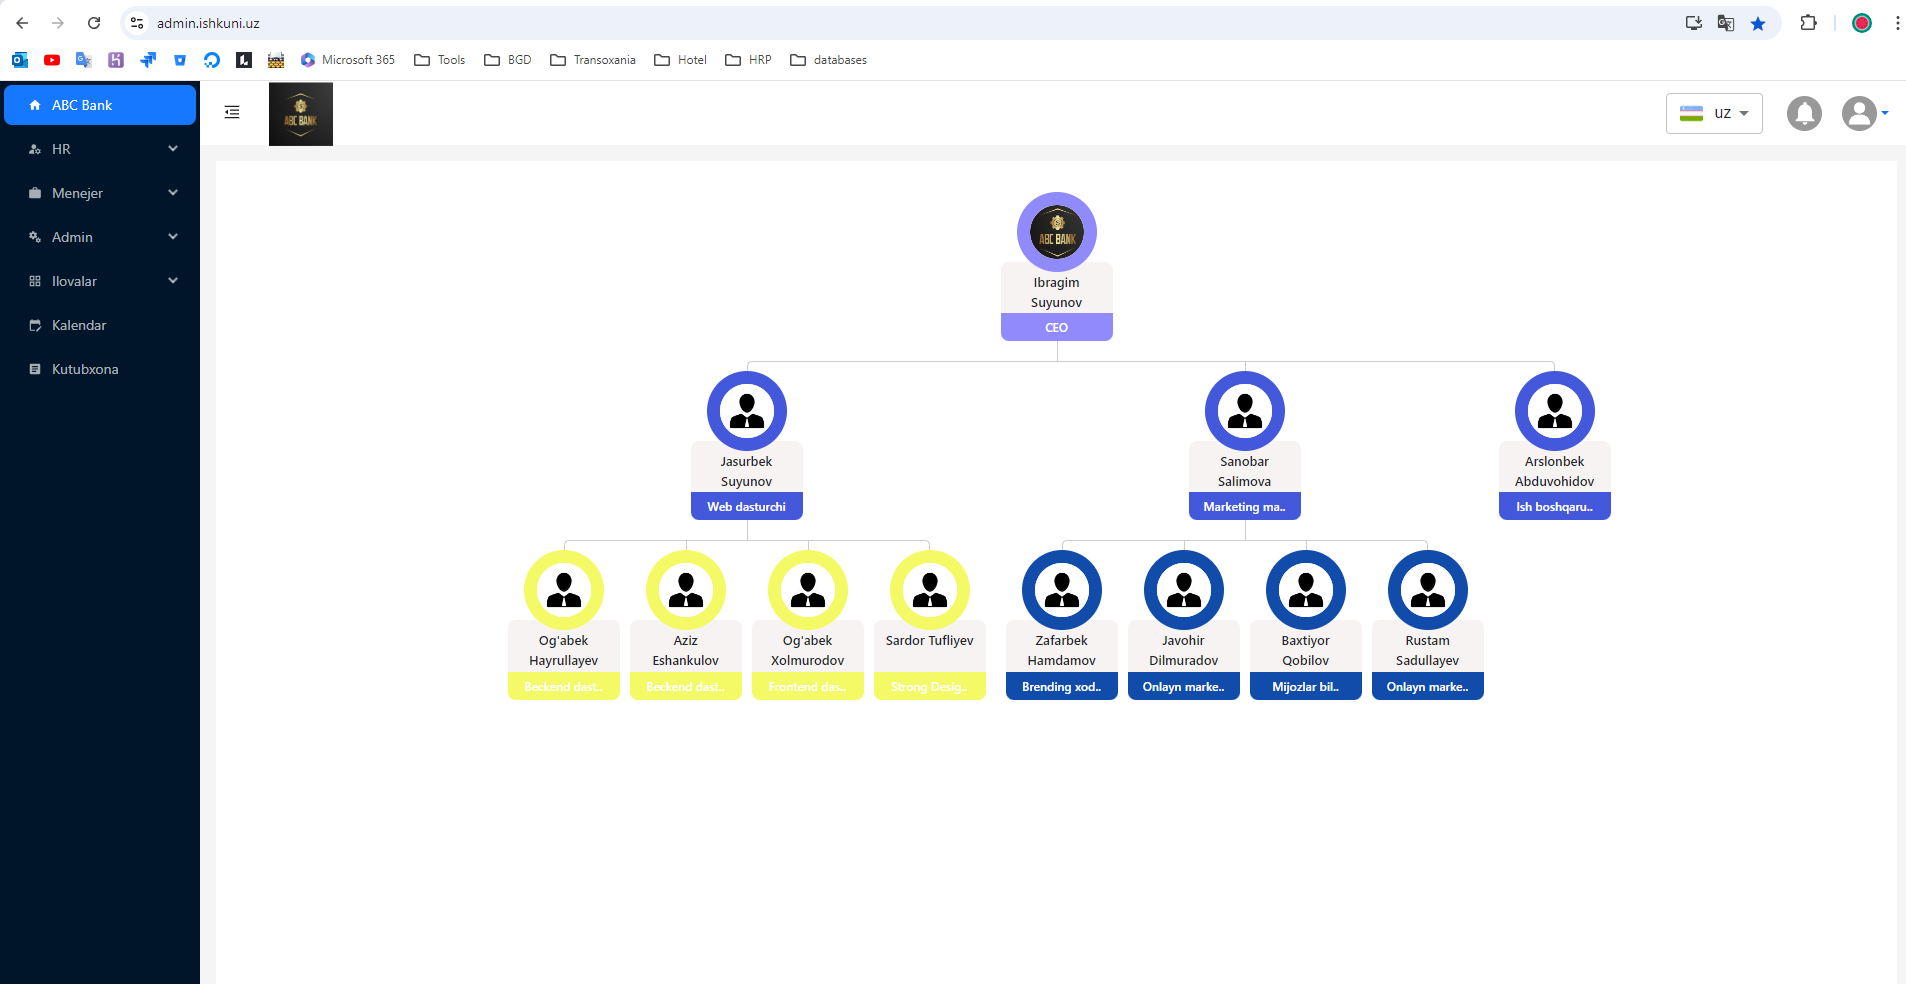 admin.ishkuni.uz
Microsoft 365
Tools
BGD
Transoxania
Hotel
HRP
databases
ABC Bank
HR
Menejer
Admin
Ilovalar
Kalendar
Kutubxona
ABC BANK
uz
ABC BANK
Ibragim
Suyunov
CEO
Jasurbek
Suyunov
Web dasturchi
Sanobar
Salimova
Marketing ma..
Arslonbek
Abduvohidov
Ish boshqaru..
Og'abek
Hayrullayev
Beckend dast..
Aziz
Eshankulov
Beckend dast..
Og'abek
Xolmurodov
Frontend das..
Sardor Tufliyev
Strong Desig..
Zafarbek
Hamdamov
Brending xod..
Javohir
Dilmuradov
Onlayn marke..
Baxtiyor
Qobilov
Mijozlar bil..
Rustam
Sadullayev
Onlayn marke..